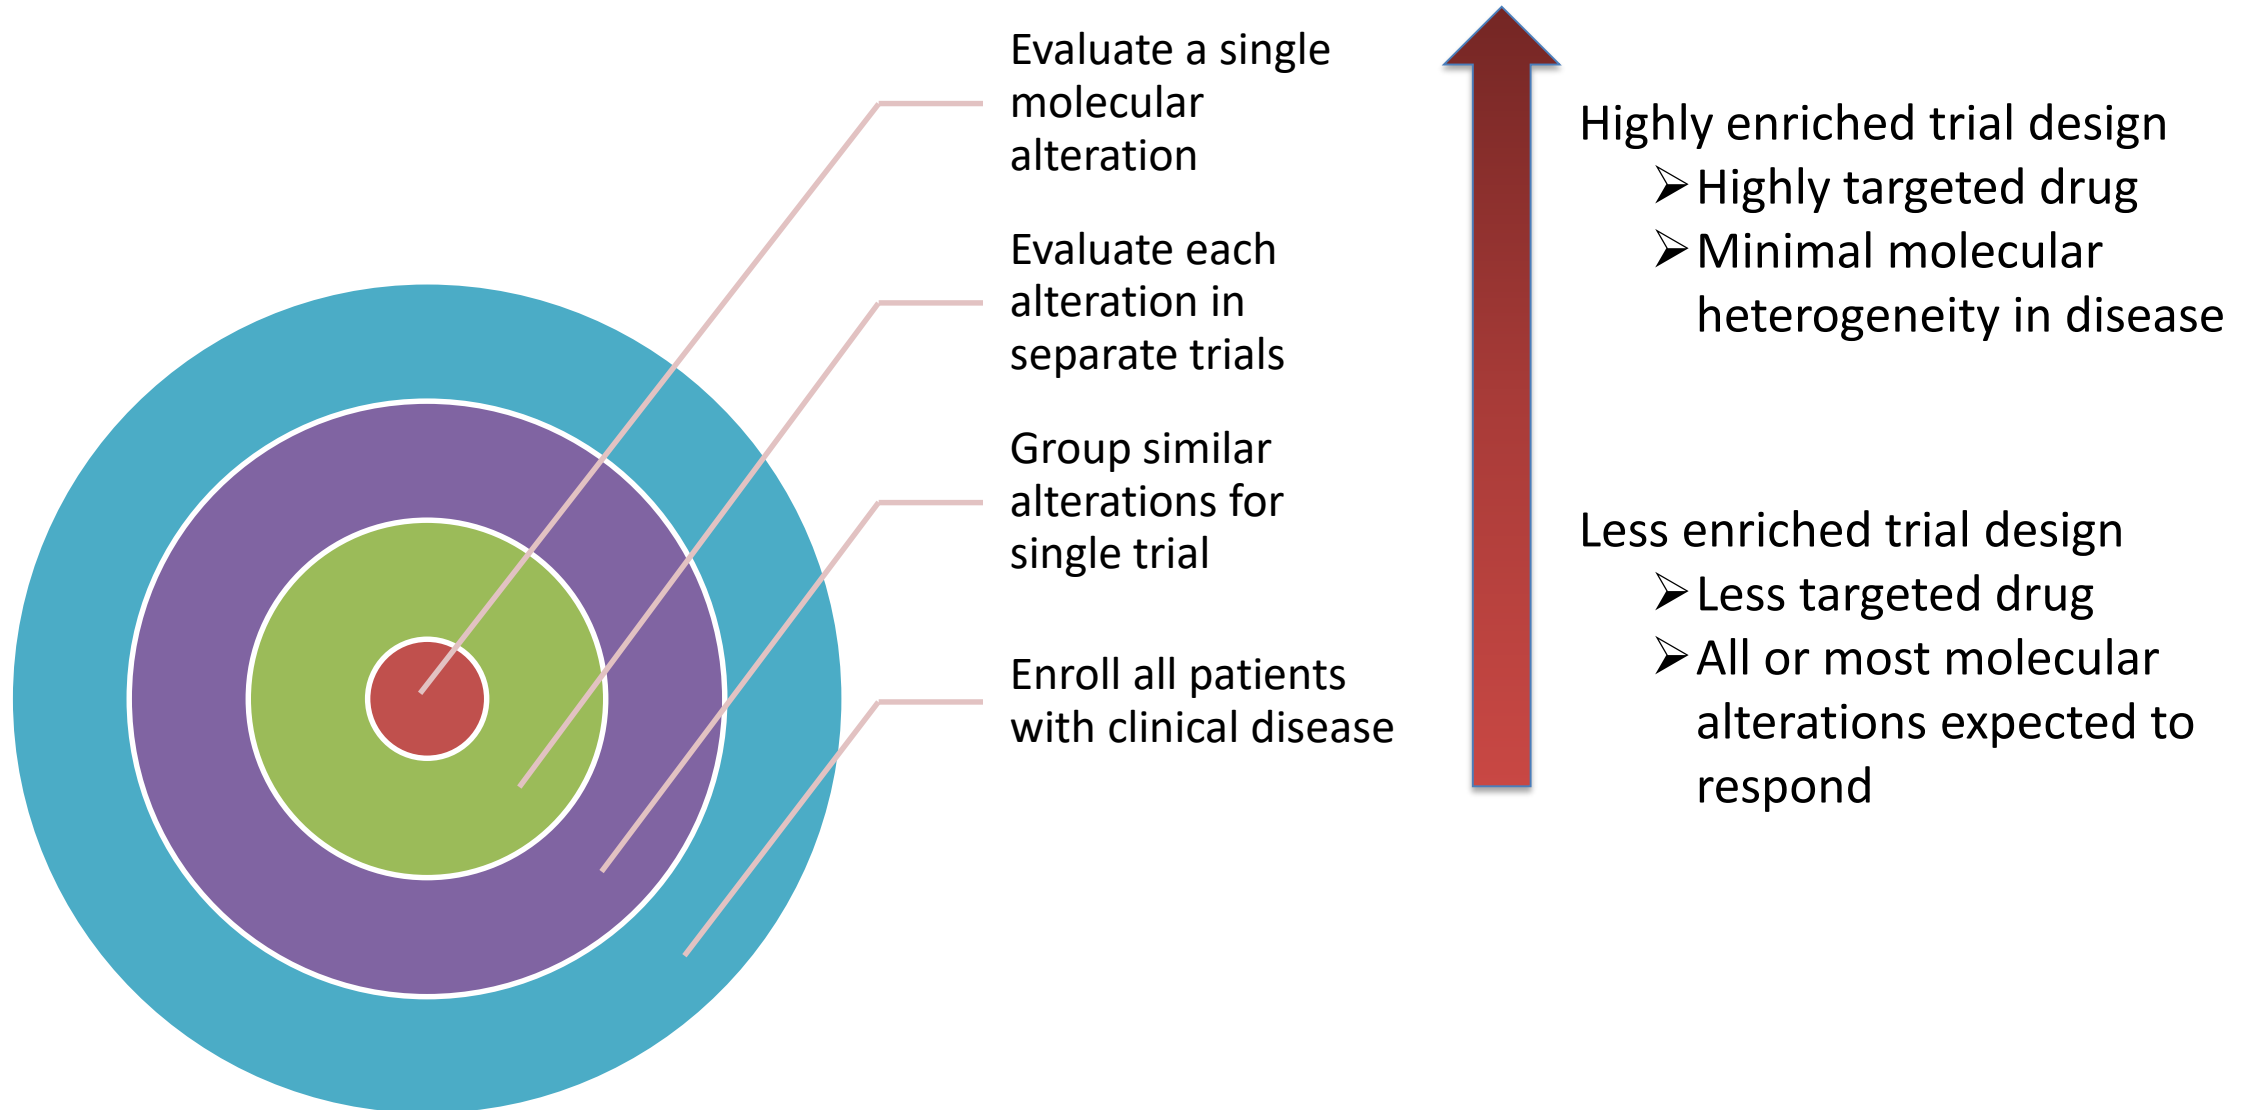 Evaluate a single
molecular
alteration
Evaluate each
alteration in
separate trials
Group similar
alterations for
single trial
Enroll all patients
with clinical disease
Highly enriched trial design
➢Highly targeted drug
➢Minimal molecular
heterogeneity in disease
Less enriched trial design
➢Less targeted drug
➢All or most molecular
alterations expected to
respond